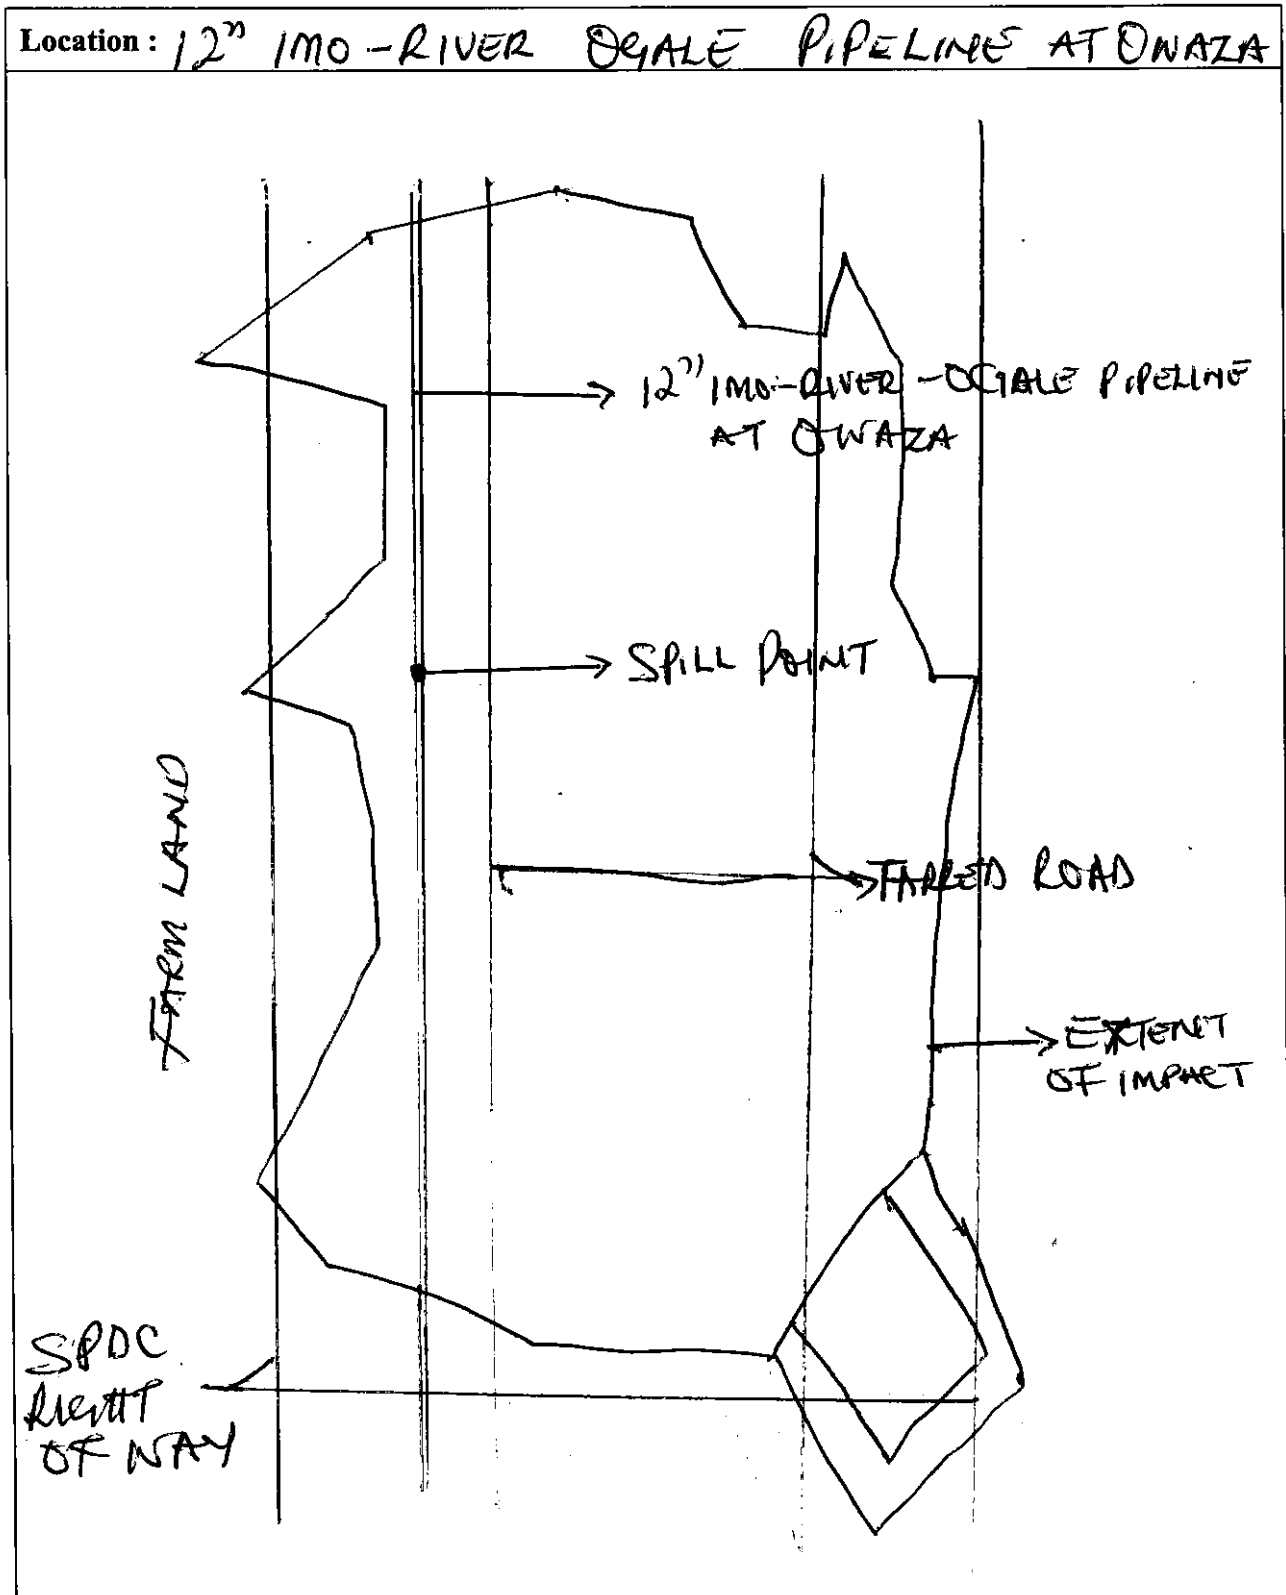 Location : 12" IMO-RIVER OGALE PIPELINE AT OWAZA
12" IMO-RIVER-OGALE PIPELINE
AT OWAZA
SPILL POINT
FARM LAND
TARRED ROAD
EXTENT
OF IMPACT
SPDC
RIGHT
OF WAY